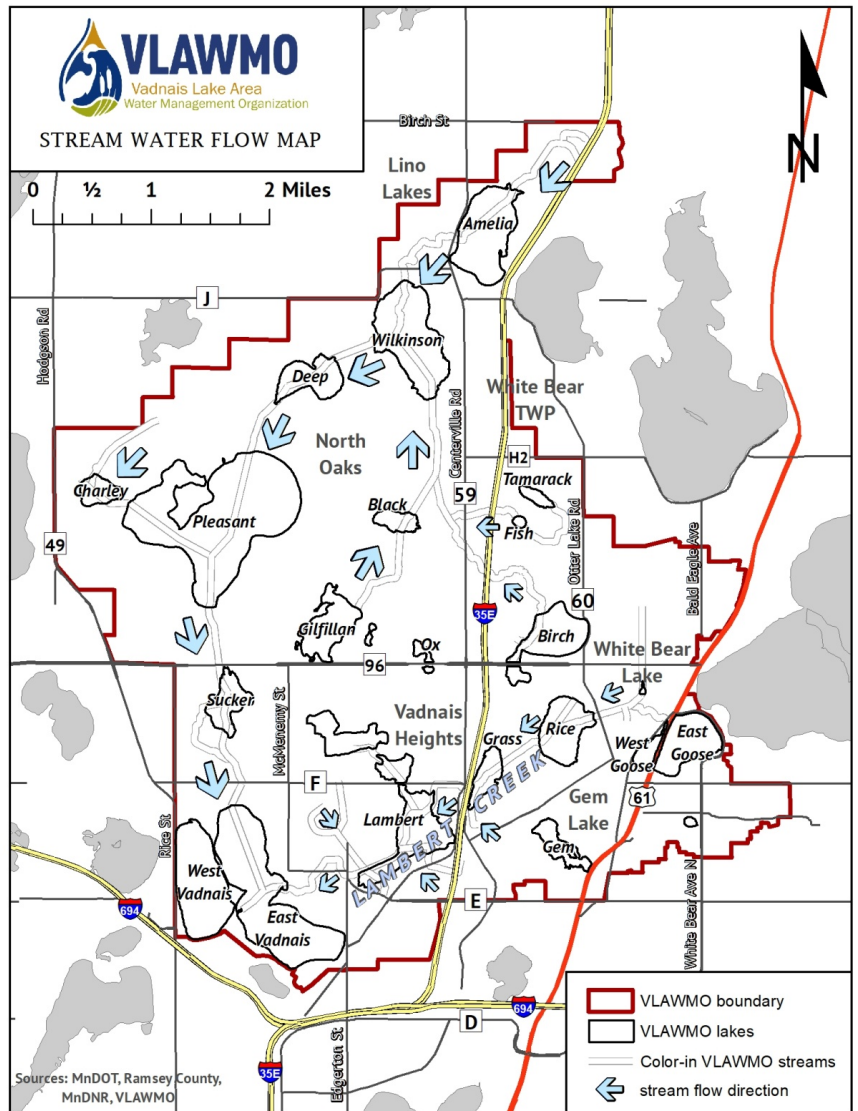 VLAWMO
Vadnais Lake Area
Water Management Organization
STREAM WATER FLOW MAP
N
0 ½ 1 2 Miles
Birch St
Lino
Lakes
Amelia
J
Hodgson Rd
Wilkinson
Deep
White Bear
TWP
Centerville Rd
North
Oaks
H2
Tamarack
Charley
Pleasant
Black
59
Fish
Otter Lake Rd
Bald Eagle Ave
49
35E
60
Gilfillan
Birch
Ox
96
White Bear
Lake
Sucker
McMenemy St
Vadnais
Heights
Grass
Rice
West
Goose
East
Goose
F
61
Lambert
LAMBERT CREEK
Gem
Lake
Gem
Rice St
West
Vadnais
East
Vadnais
E
White Bear Ave N
694
694
D
35E
Edgerton St
VLAWMO boundary
VLAWMO lakes
Color-in VLAWMO streams
stream flow direction
Sources: MnDOT, Ramsey County,
MnDNR, VLAWMO